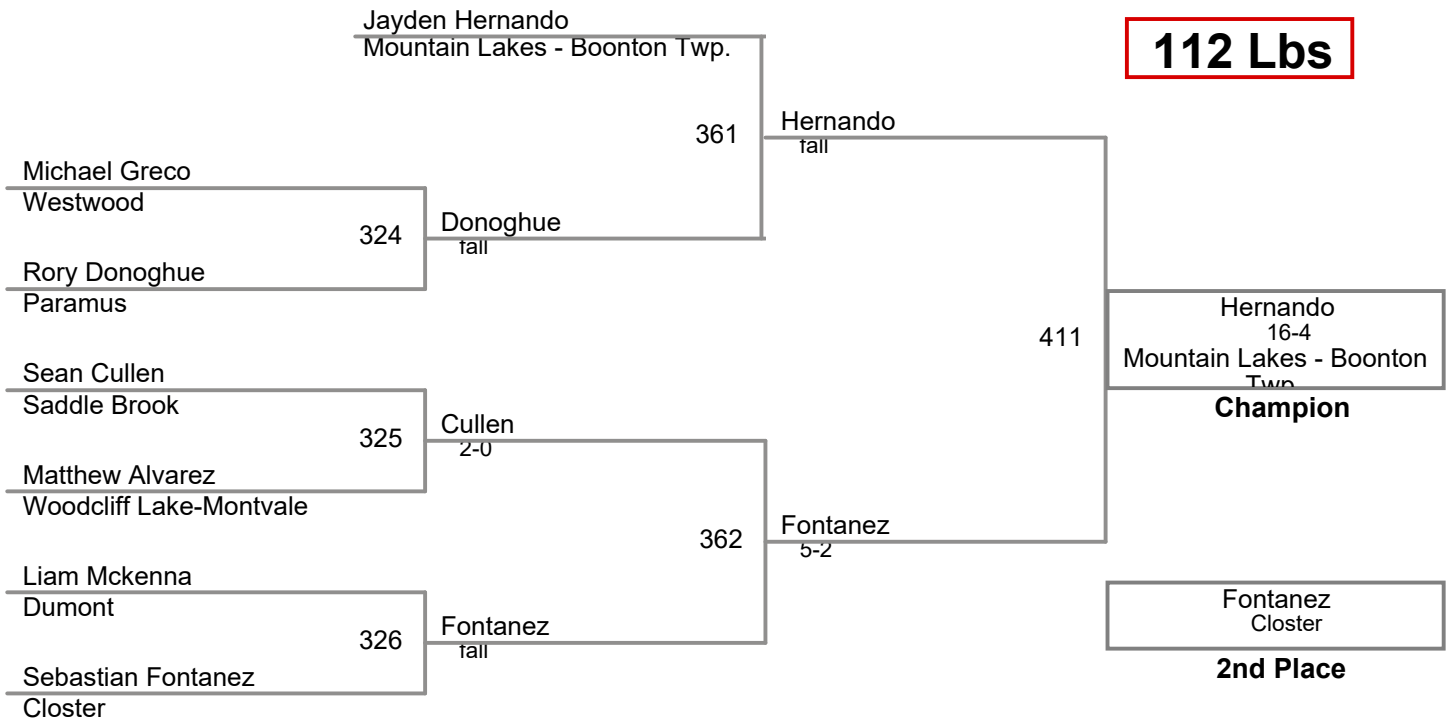 Jayden Hernando
Mountain Lakes - Boonton Twp.
112 Lbs
361
Hernando
fall
Michael Greco
Westwood
324
Donoghue
fall
Rory Donoghue
Paramus
Hernando
16-4
Mountain Lakes - Boonton
Twp.
Champion
411
Sean Cullen
Saddle Brook
325
Cullen
2-0
Matthew Alvarez
Woodcliff Lake-Montvale
362
Fontanez
5-2
Liam Mckenna
Dumont
326
Fontanez
fall
Sebastian Fontanez
Closter
Fontanez
Closter
2nd Place